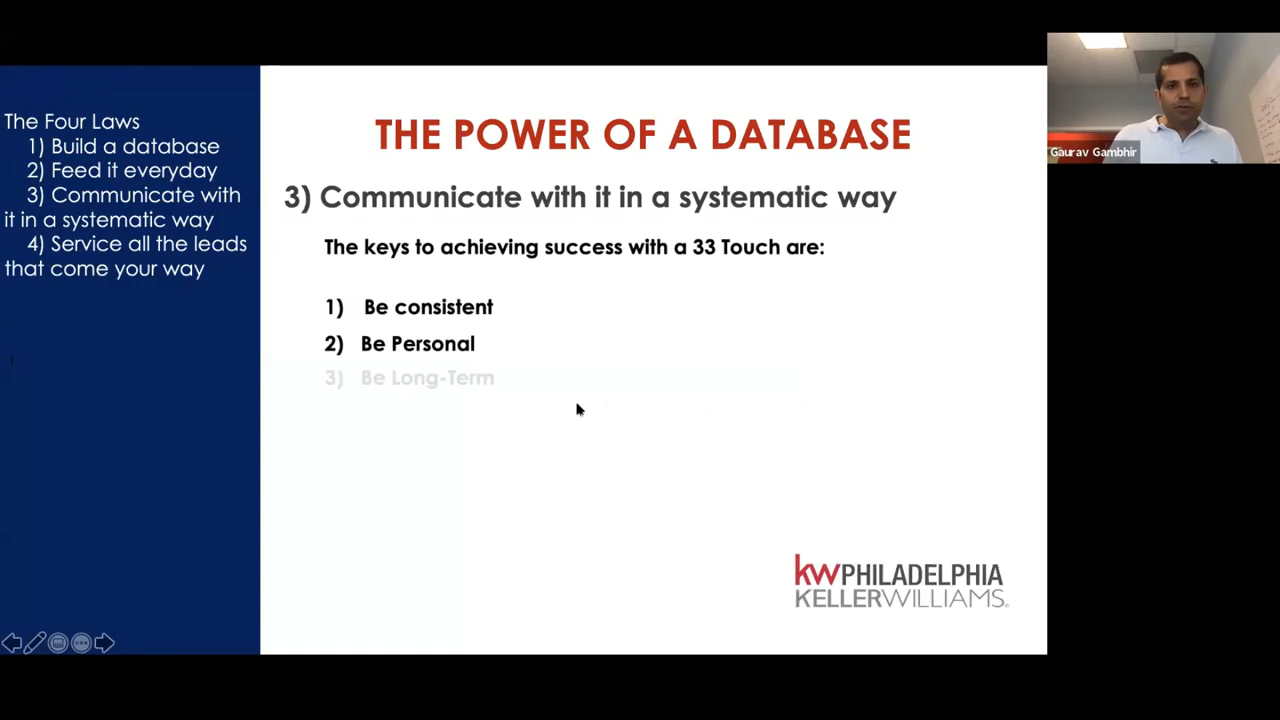 The Four Laws
1) Build a database
2) Feed it everyday
3) Communicate with
it in a systematic way
4) Service all the leads
that come your way
THE POWER OF A DATABASE
3) Communicate with it in a systematic way
The keys to achieving success with a 33 Touch are:
1) Be consistent
2) Be Personal
3) Be Long-Term
kwPHILADELPHIA
KELLERWILLIAMS®
Gaurav Gambhir